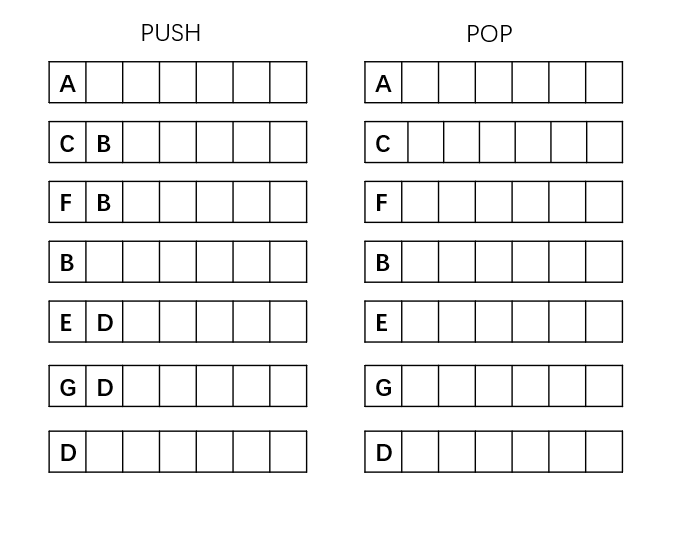 PUSH POP
A A
C B C
F B F
B B
E D E
G D G
D D